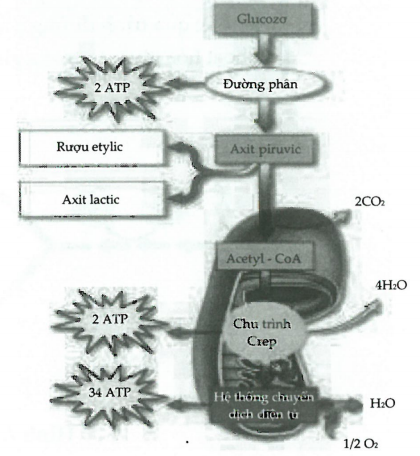 Glucozơ
2 ATP
Đường phân
Rượu etylic
Axit piruvic
Axit lactic
2CO₂
Acetyl - CoA
4H₂O
2 ATP
Chu trình
Crep
34 ATP
Hệ thống chuyền
điện tử
H₂O
1/2 O₂